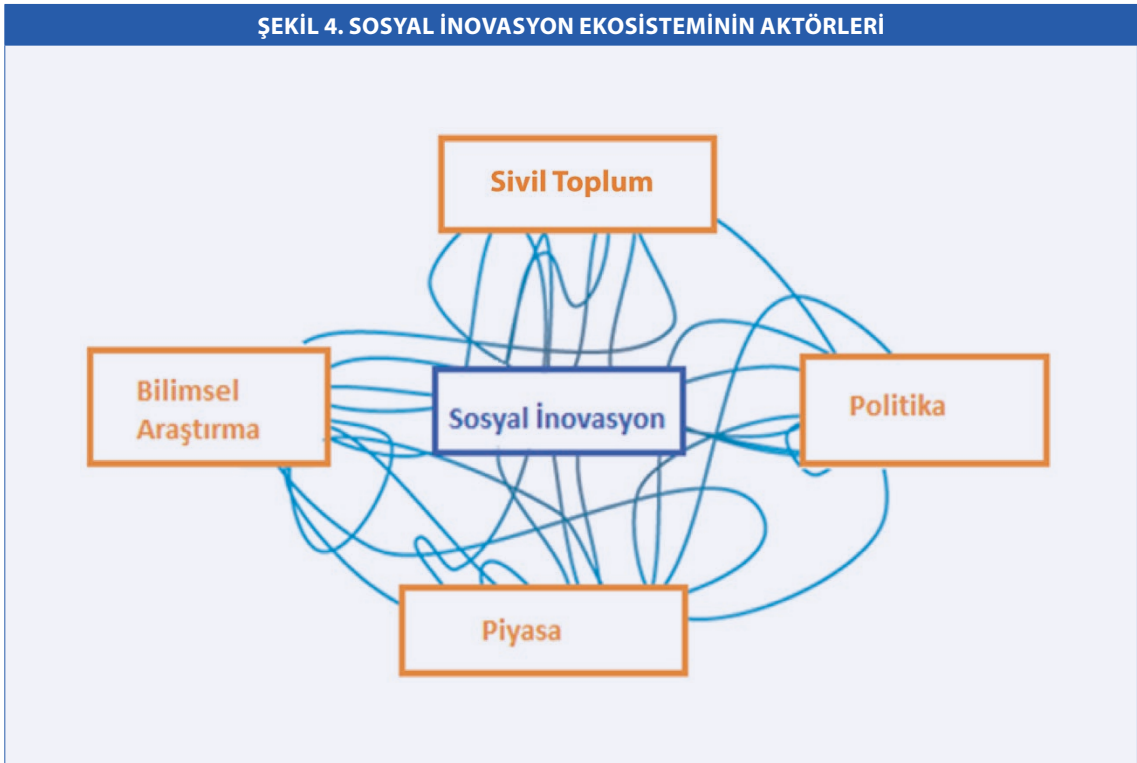 ŞEKİL 4. SOSYAL İNOVASYON EKOSİSTEMİNİN AKTÖRLERİ
Sivil Toplum
Bilimsel
Araştırma
Sosyal İnovasyon
Politika
Piyasa